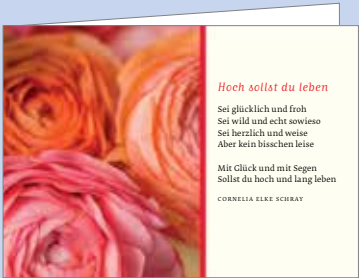 Hoch sollst du leben
Sei glücklich und froh
Sei wild und echt sowieso
Sei herzlich und weise
Aber kein bisschen leise
Mit Glück und mit Segen
Sollst du hoch und lang leben
CORNELIA ELKE SCHRAY